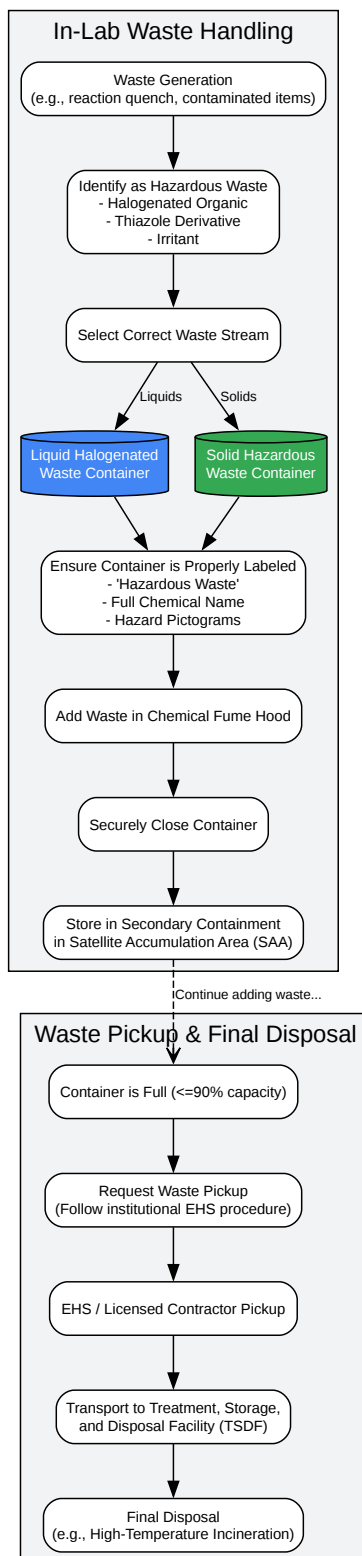 In-Lab Waste Handling
Waste Generation
(e.g., reaction quench, contaminated items)
Identify as Hazardous Waste
- Halogenated Organic
- Thiazole Derivative
- Irritant
Select Correct Waste Stream
Liquids
Solids
Liquid Halogenated
Waste Container
Solid Hazardous
Waste Container
Ensure Container is Properly Labeled
- 'Hazardous Waste'
- Full Chemical Name
- Hazard Pictograms
Add Waste in Chemical Fume Hood
Securely Close Container
Store in Secondary Containment
in Satellite Accumulation Area (SAA)
Continue adding waste...
Waste Pickup & Final Disposal
Container is Full (<=90% capacity)
Request Waste Pickup
(Follow institutional EHS procedure)
EHS / Licensed Contractor Pickup
Transport to Treatment, Storage,
and Disposal Facility (TSDF)
Final Disposal
(e.g., High-Temperature Incineration)